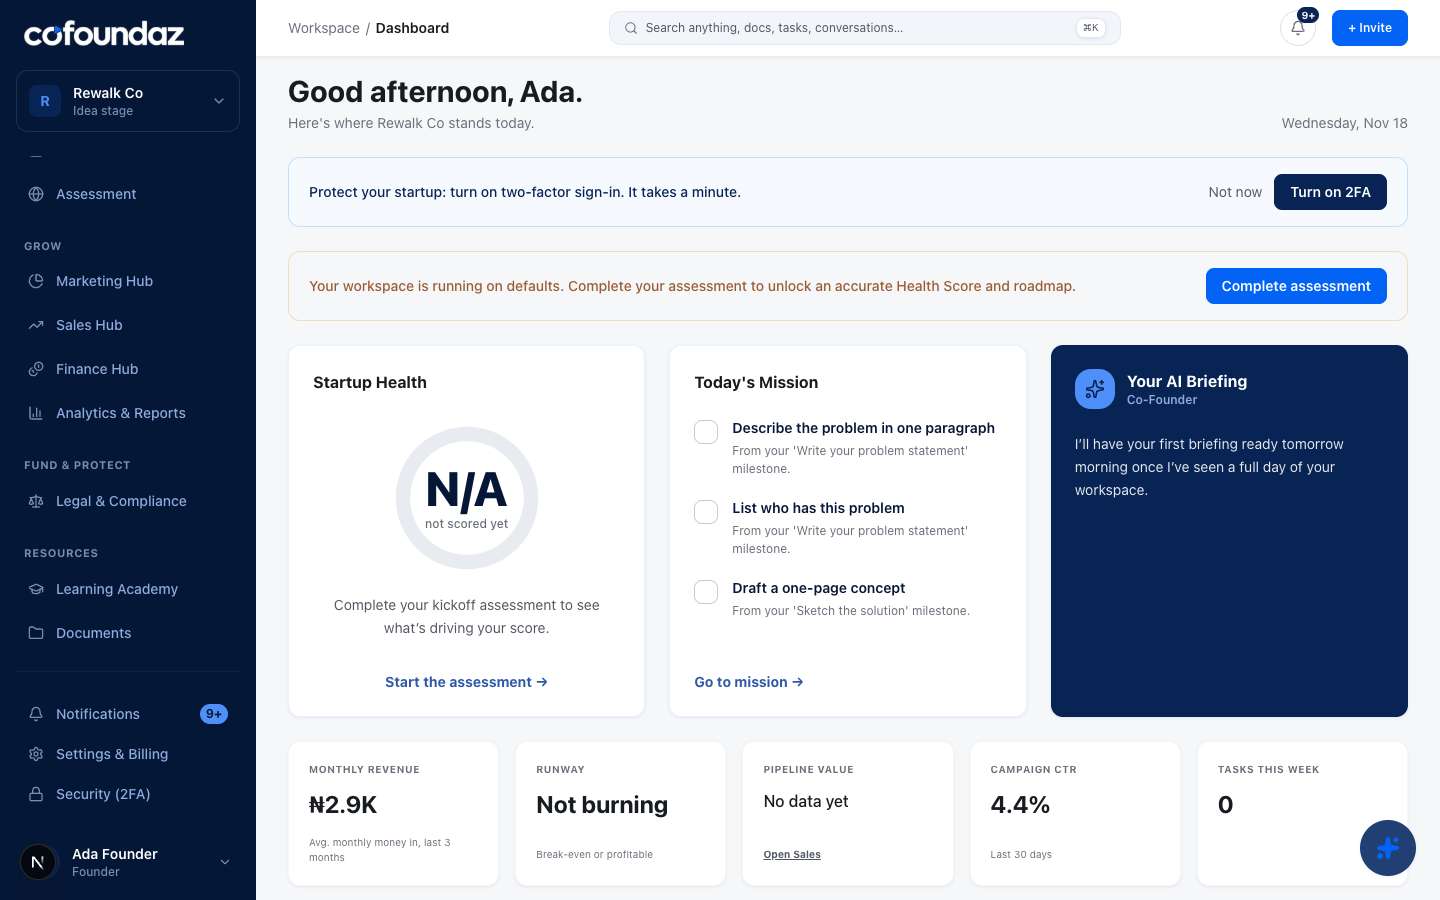 cofoundaz
R
Rewalk Co
Idea stage
Assessment
GROW
Marketing Hub
Sales Hub
Finance Hub
Analytics & Reports
FUND & PROTECT
Legal & Compliance
RESOURCES
Learning Academy
Documents
Notifications
9+
Settings & Billing
Security (2FA)
N
Ada Founder
Founder
Workspace / Dashboard
Search anything, docs, tasks, conversations...
⌘K
9+
+ Invite
Good afternoon, Ada.
Here's where Rewalk Co stands today.
Wednesday, Nov 18
Protect your startup: turn on two-factor sign-in. It takes a minute.
Not now
Turn on 2FA
Your workspace is running on defaults. Complete your assessment to unlock an accurate Health Score and roadmap.
Complete assessment
Startup Health
N/A
not scored yet
Complete your kickoff assessment to see
what's driving your score.
Start the assessment →
Today's Mission
Describe the problem in one paragraph
From your 'Write your problem statement'
milestone.
List who has this problem
From your 'Write your problem statement'
milestone.
Draft a one-page concept
From your 'Sketch the solution' milestone.
Go to mission →
Your AI Briefing
Co-Founder
I’ll have your first briefing ready tomorrow
morning once I’ve seen a full day of your
workspace.
MONTHLY REVENUE
₦2.9K
Avg. monthly money in, last 3
months
RUNWAY
Not burning
Break-even or profitable
PIPELINE VALUE
No data yet
Open Sales
CAMPAIGN CTR
4.4%
Last 30 days
TASKS THIS WEEK
0